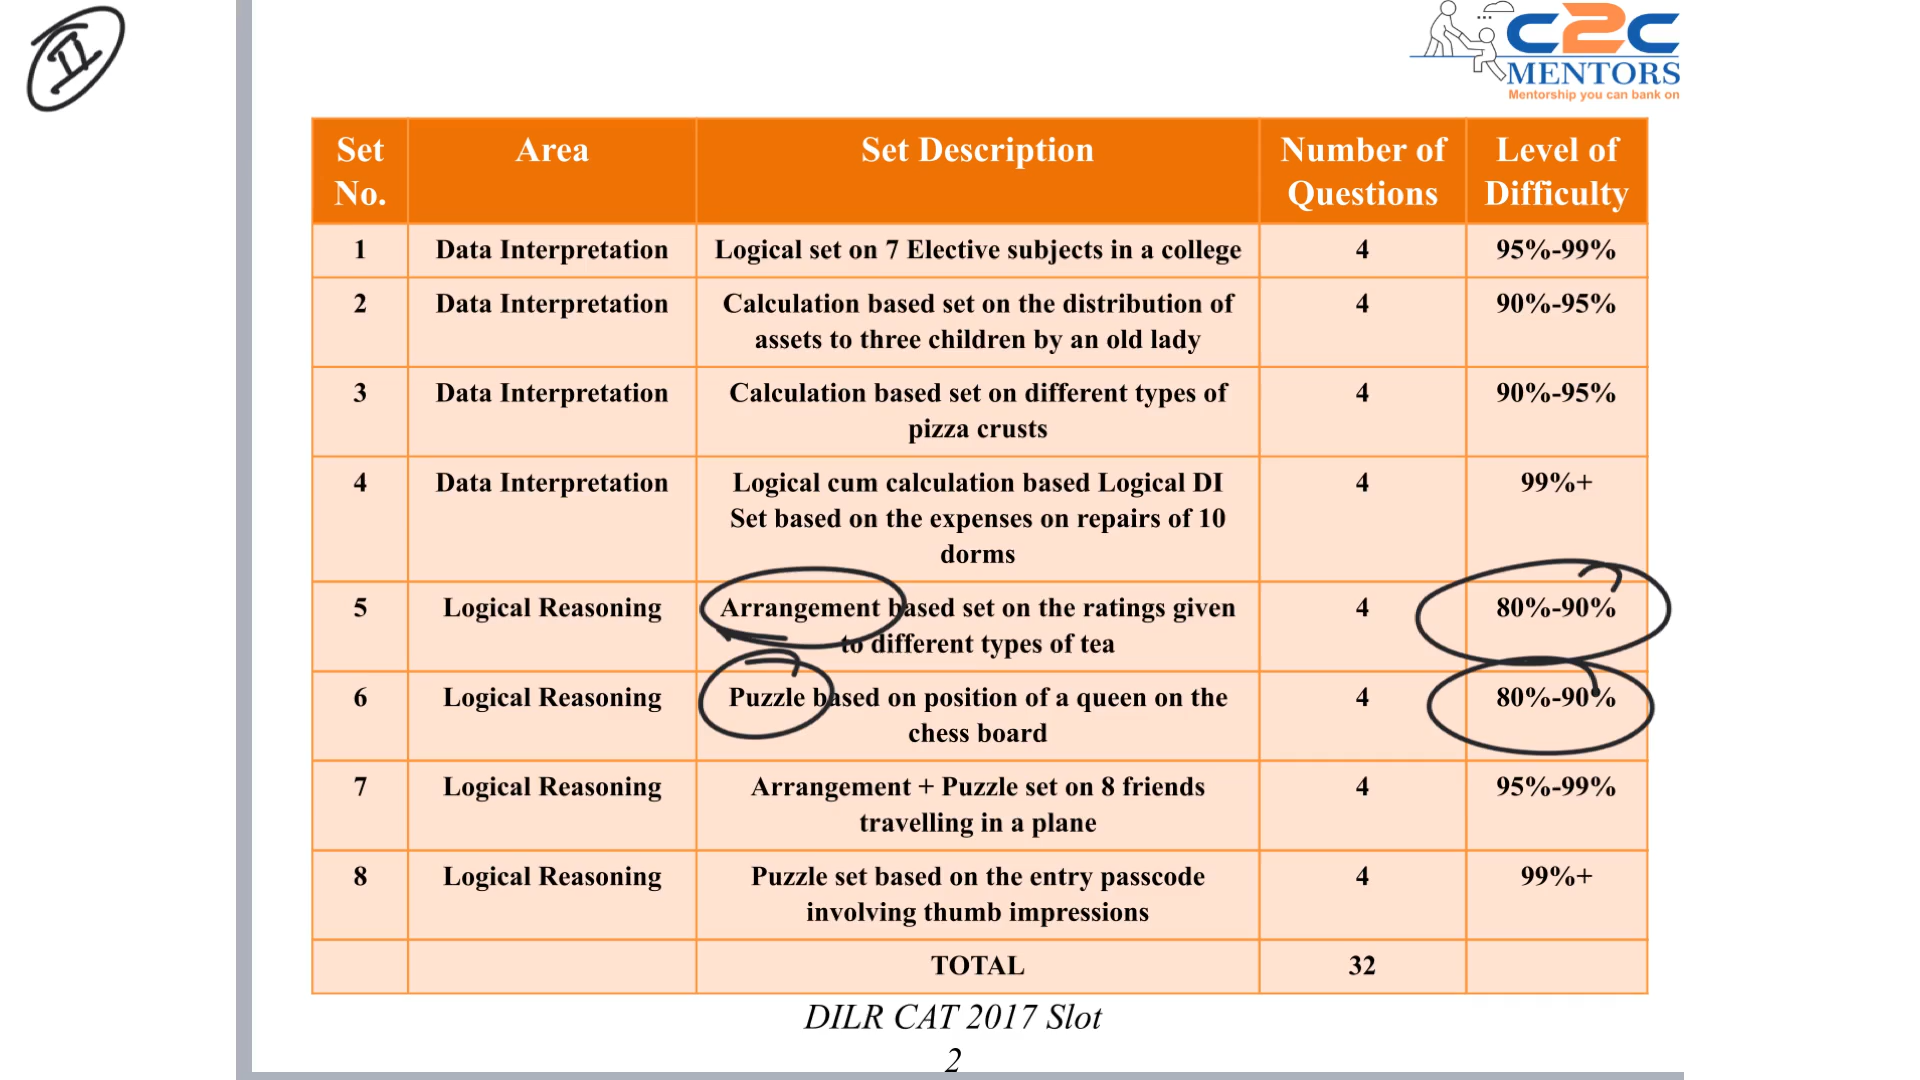 II
c2c
MENTORS
Mentorship you can bank on
Set No. Area Set Description Number of Questions Level of Difficulty
1 Data Interpretation Logical set on 7 Elective subjects in a college 4 95%-99%
2 Data Interpretation Calculation based set on the distribution of assets to three children by an old lady 4 90%-95%
3 Data Interpretation Calculation based set on different types of pizza crusts 4 90%-95%
4 Data Interpretation Logical cum calculation based Logical DI Set based on the expenses on repairs of 10 dorms 4 99%+
5 Logical Reasoning Arrangement based set on the ratings given to different types of tea 4 80%-90%
6 Logical Reasoning Puzzle based on position of a queen on the chess board 4 80%-90%
7 Logical Reasoning Arrangement + Puzzle set on 8 friends travelling in a plane 4 95%-99%
8 Logical Reasoning Puzzle set based on the entry passcode involving thumb impressions 4 99%+
TOTAL 32
DILR CAT 2017 Slot
2